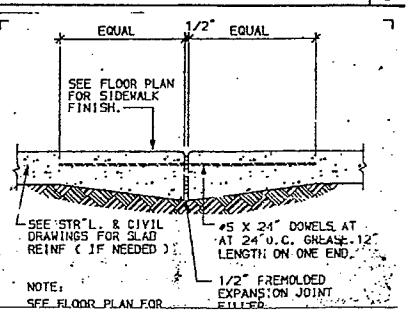 EQUAL
1/2"
EQUAL
SEE FLOOR PLAN
FOR SIDEWALK
FINISH.
SEE STR'L. & CIVIL
DRAWINGS FOR SLAB
REINF ( IF NEEDED )
#5 X 24" DOWELS AT
AT 24" O.C. GREASE 12"
LENGTH ON ONE END.
1/2" PREMOLDED
EXPANSION JOINT
FILLER
NOTE:
SEE FLOOR PLAN FOR